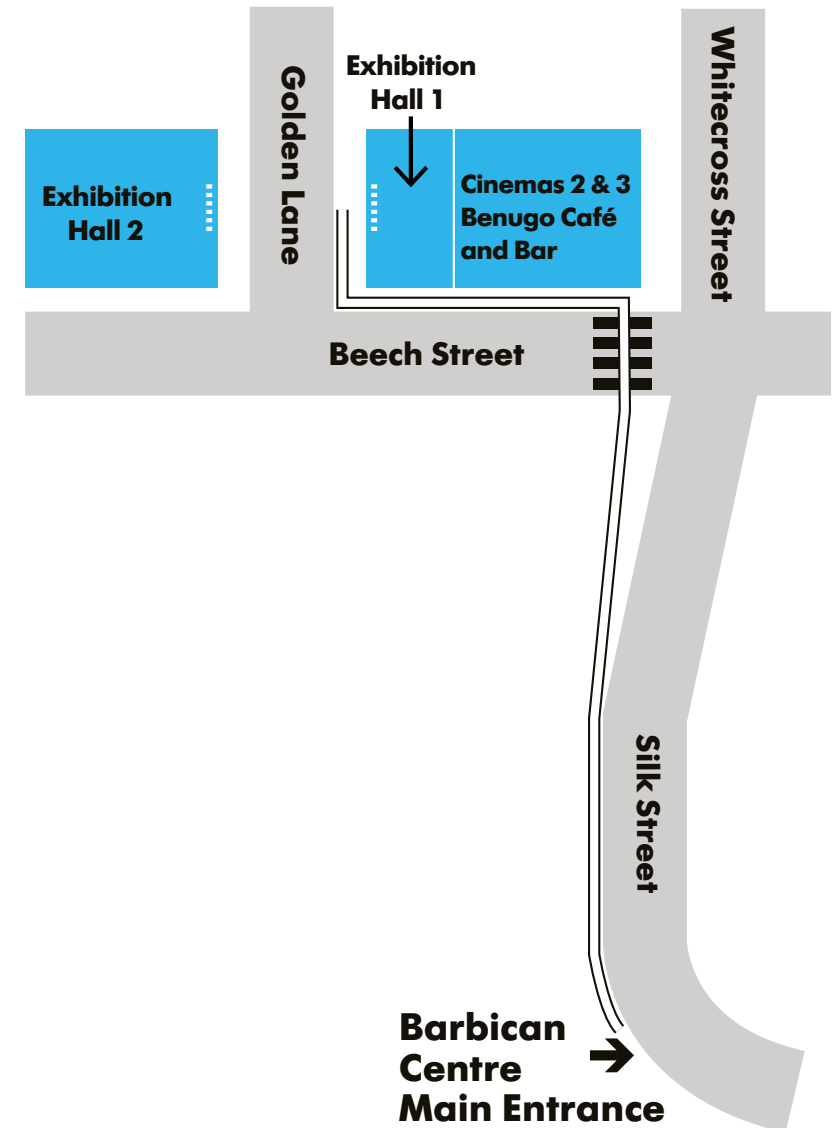 Golden Lane
Exhibition
Hall 1
Whitecross Street
Exhibition
Hall 2
Cinemas 2 & 3
Benugo Café
and Bar
Beech Street
Silk Street
Barbican
Centre
Main Entrance